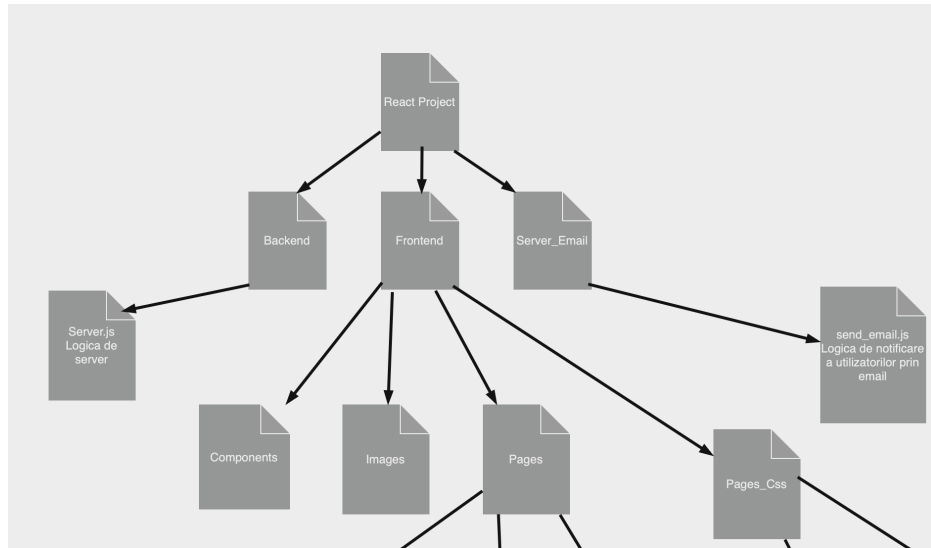 React Project
Backend
Frontend
Server_Email
Server.js
Logica de
server
send_email.js
Logica de notificare
a utilizatorilor prin
email
Components
Images
Pages
Pages_Css